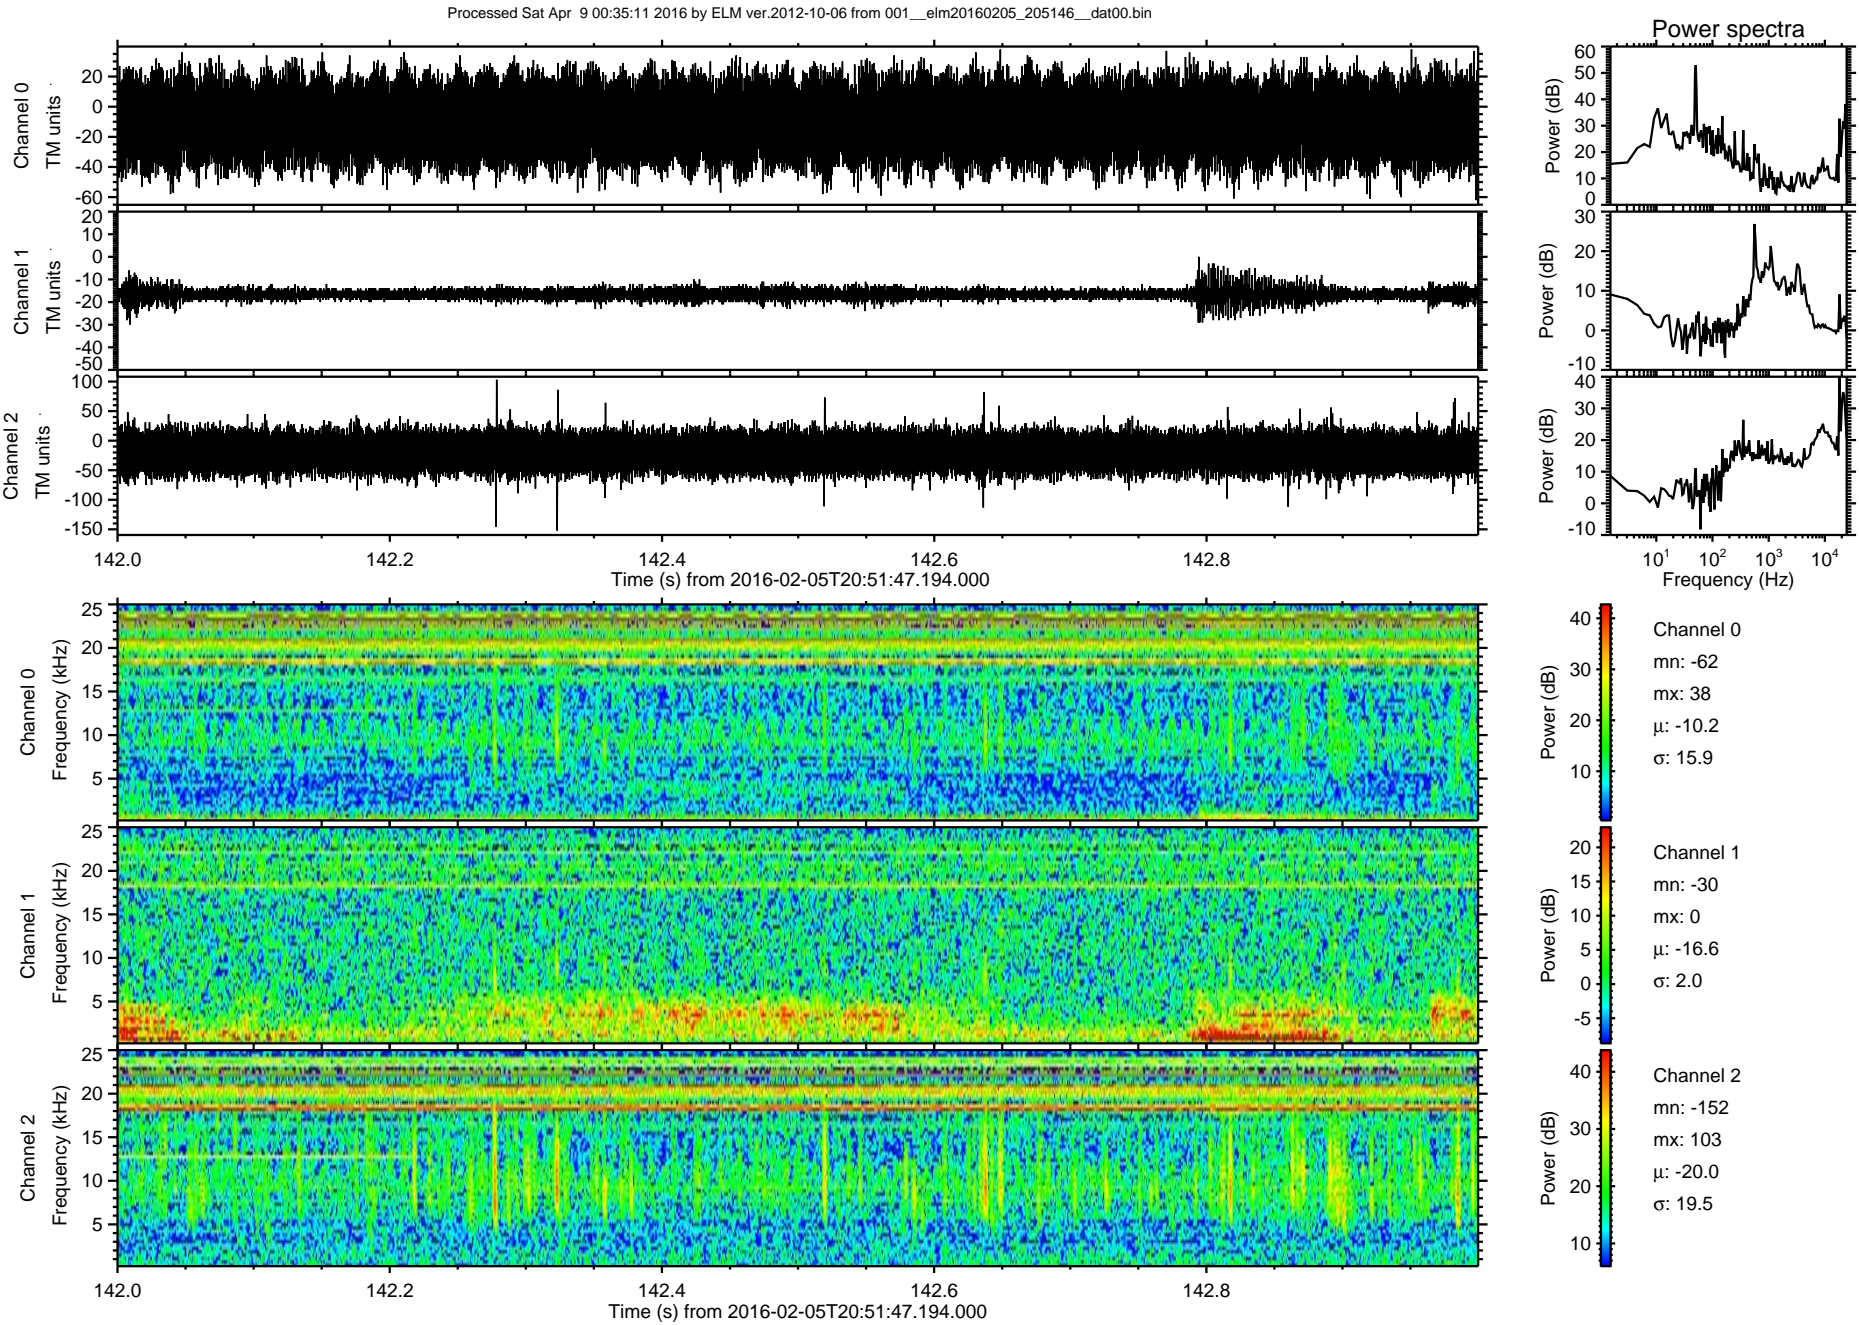 Processed Sat Apr  9 00:35:11 2016 by ELM ver.2012-10-06 from 001__elm20160205_205146__dat00.bin
Power spectra
Channel 0
TM units
20
0
-20
-40
-60
Power (dB)
60
50
40
30
20
10
0
Channel 1
TM units
20
10
0
-10
-20
-30
-40
-50
Power (dB)
30
20
10
0
-10
Channel 2
TM units
100
50
0
-50
-100
-150
Power (dB)
40
30
20
10
0
-10
142.0 142.2 142.4 142.6 142.8
Time (s) from 2016-02-05T20:51:47.194.000
10¹ 10² 10³ 10⁴
Frequency (Hz)
Channel 0
Frequency (kHz)
25
20
15
10
5
Power (dB)
40
30
20
10
Channel 0
mn: -62
mx: 38
μ: -10.2
σ: 15.9
Channel 1
Frequency (kHz)
25
20
15
10
5
Power (dB)
20
15
10
5
0
-5
Channel 1
mn: -30
mx: 0
μ: -16.6
σ: 2.0
Channel 2
Frequency (kHz)
25
20
15
10
5
Power (dB)
40
30
20
10
Channel 2
mn: -152
mx: 103
μ: -20.0
σ: 19.5
142.0 142.2 142.4 142.6 142.8
Time (s) from 2016-02-05T20:51:47.194.000